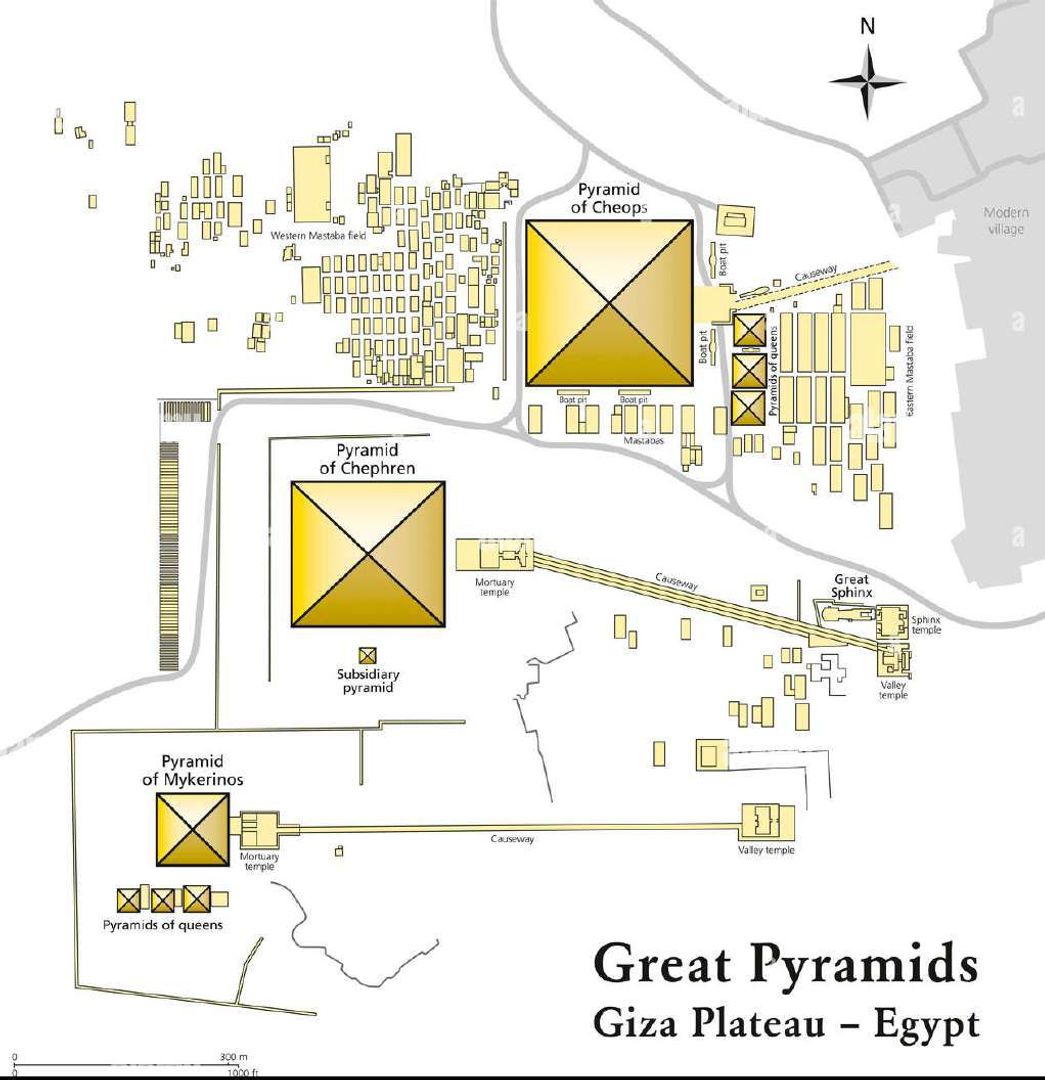 N
Pyramid
of Cheops
Modern
village
Western Mastaba field
Boat pit
Causeway
Boat pit
Pyramids of queens
Eastern Mastaba field
Boat pit
Boat pit
Mastabas
Pyramid
of Chephren
Mortuary
temple
Causeway
Great
Sphinx
Sphinx
temple
Valley
temple
Subsidiary
pyramid
Pyramid
of Mykerinos
Mortuary
temple
Causeway
Valley temple
Pyramids of queens
Great Pyramids
Giza Plateau – Egypt
0
300 m
0
1000 ft
a
a
a
a